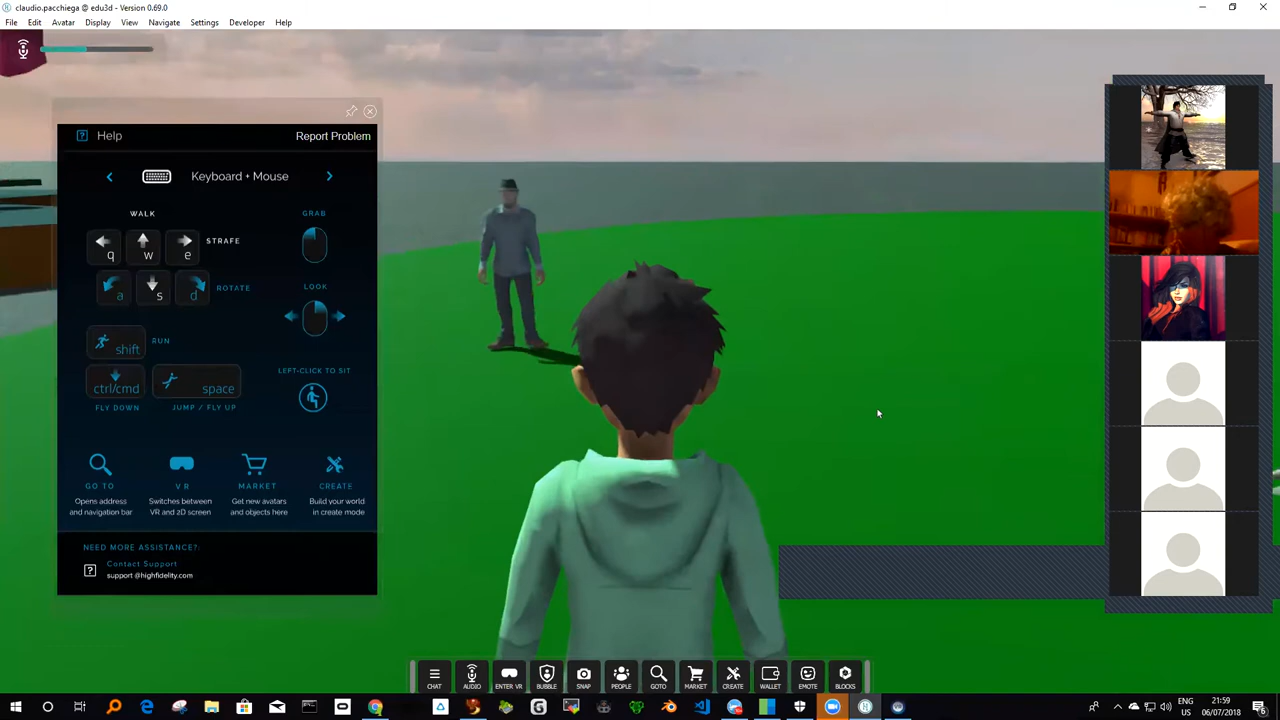 claudio.pacchiega @ edu3d - Version 0.69.0
File Edit Avatar Display View Navigate Settings Developer Help
? Help Report Problem
Keyboard + Mouse
WALK
GRAB
q w e STRAFE
a s d ROTATE
LOOK
shift RUN
ctrl/cmd space
FLY DOWN JUMP / FLY UP
LEFT-CLICK TO SIT
GO TO VR MARKET CREATE
Opens address Switches between Get new avatars Build your world
and navigation bar VR and 2D screen and objects here in create mode
NEED MORE ASSISTANCE?:
? Contact Support
support @highfidelity.com
CHAT AUDIO ENTER VR BUBBLE SNAP PEOPLE GOTO MARKET CREATE WALLET EMOTE BLOCKS
ENG 21:59
US 06/07/2018